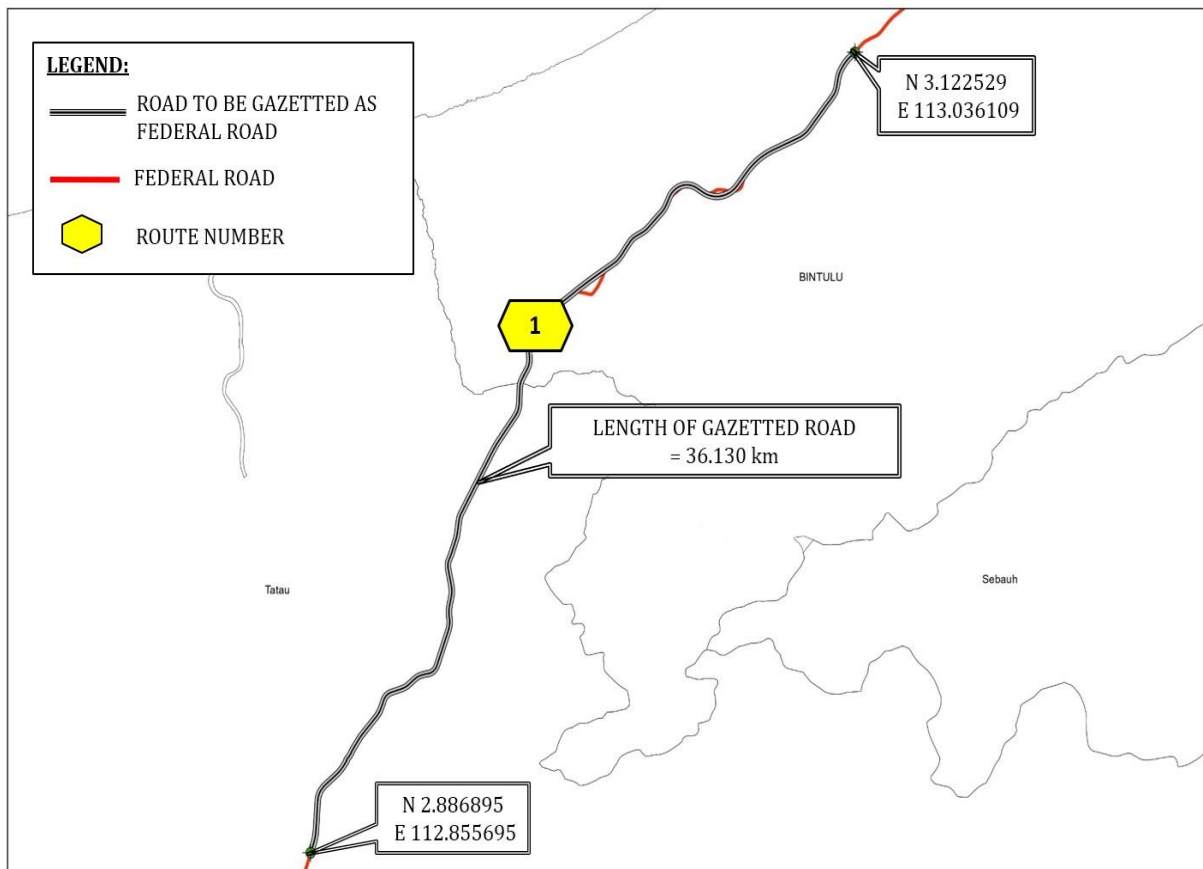 LEGEND:
ROAD TO BE GAZETTED AS
FEDERAL ROAD
FEDERAL ROAD
ROUTE NUMBER
N 3.122529
E 113.036109
BINTULU
1
LENGTH OF GAZETTED ROAD
= 36.130 km
Tatau
Sebauh
N 2.886895
E 112.855695